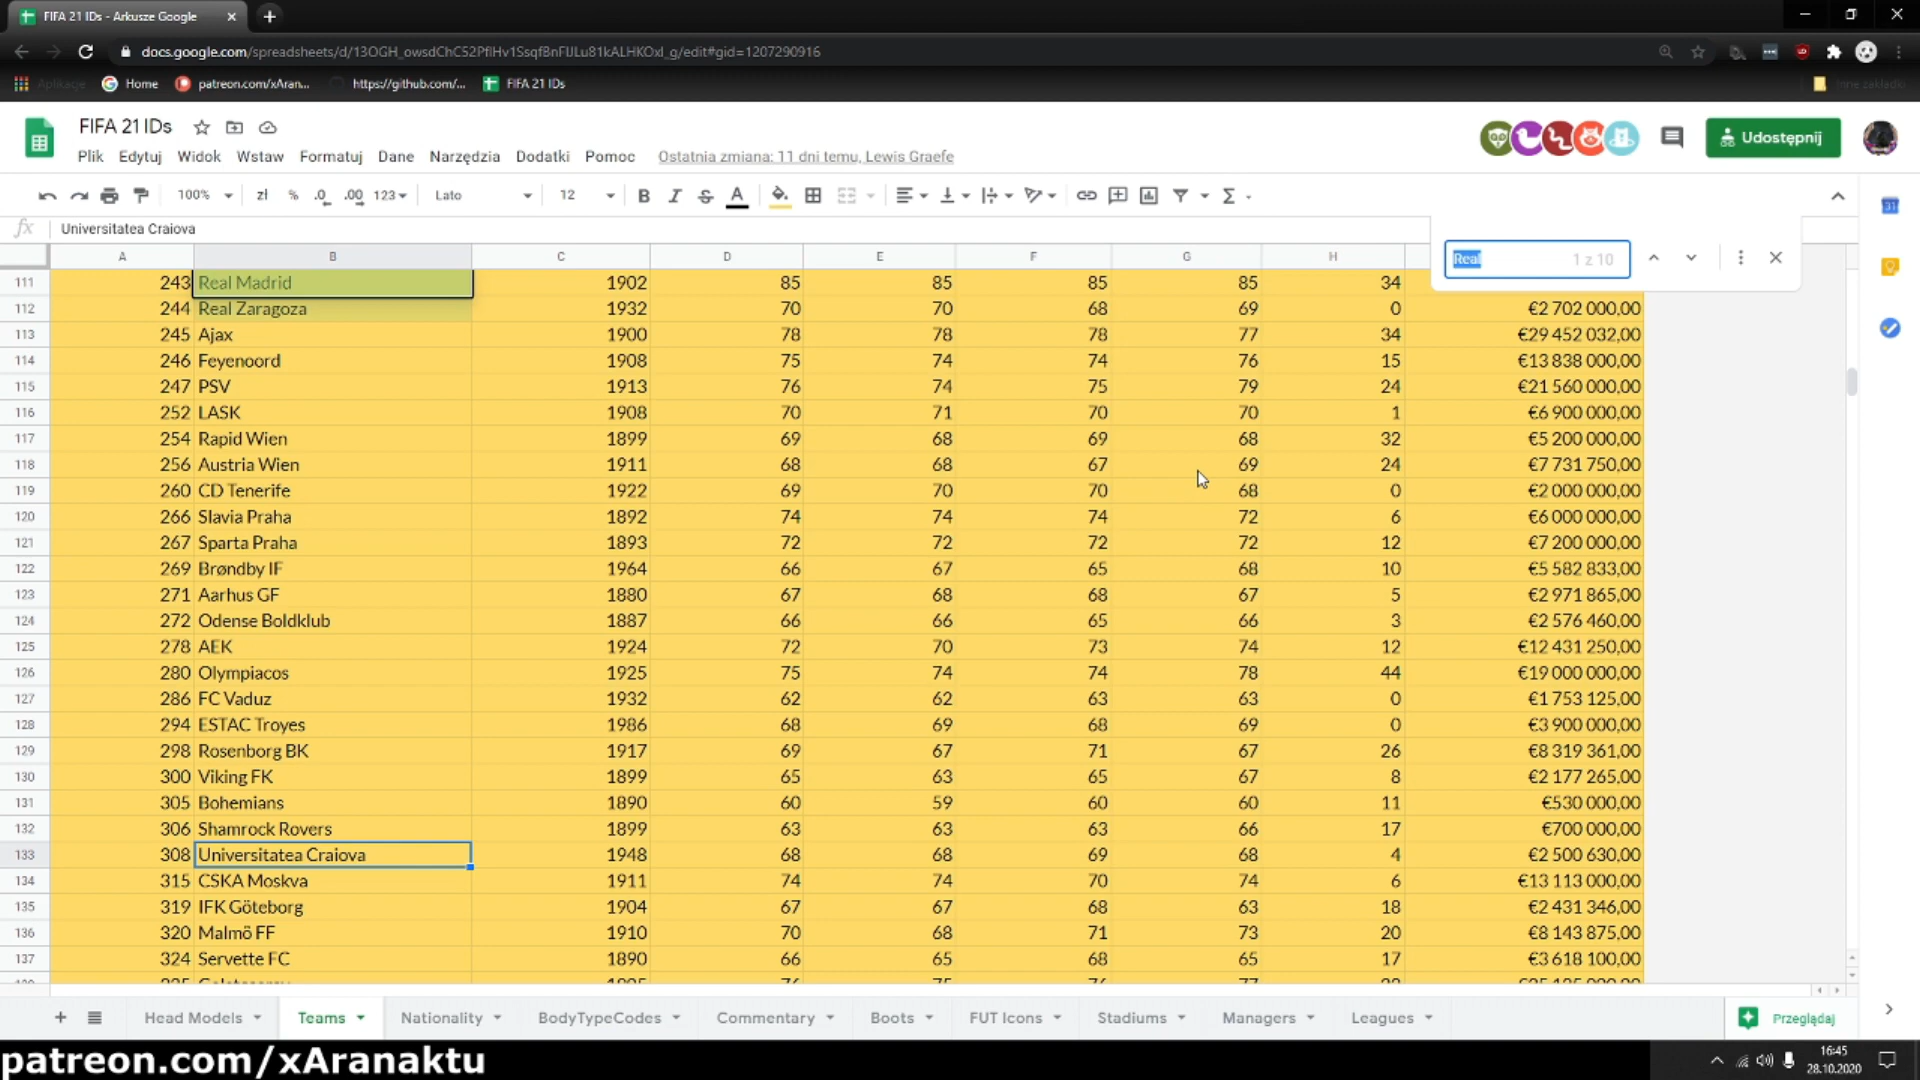 FIFA 21 IDs - Arkusze Google
docs.google.com/spreadsheets/d/13OGH_owsdChC52PflHv1SsqfBnFIJLu81kALHKOxI_g/edit#gid=1207290916
Aplikacje Home patreon.com/xAran... https://github.com/... FIFA 21 IDs Inne zakładki
FIFA 21 IDs
Udostępnij
Plik Edytuj Widok Wstaw Formatuj Dane Narzędzia Dodatki Pomoc Ostatnia zmiana: 11 dni temu, Lewis Graefe
100% zł % .0 .00 123 Lato 12 B I S A Σ
31
fx Universitatea Craiova
Real 1 z 10
A B C D E F G H
111 243 Real Madrid 1902 85 85 85 85 34
112 244 Real Zaragoza 1932 70 70 68 69 0 €2 702 000,00
113 245 Ajax 1900 78 78 78 77 34 €29 452 032,00
114 246 Feyenoord 1908 75 74 74 76 15 €13 838 000,00
115 247 PSV 1913 76 74 75 79 24 €21 560 000,00
116 252 LASK 1908 70 71 70 70 1 €6 900 000,00
117 254 Rapid Wien 1899 69 68 69 68 32 €5 200 000,00
118 256 Austria Wien 1911 68 68 67 69 24 €7 731 750,00
119 260 CD Tenerife 1922 69 70 70 68 0 €2 000 000,00
120 266 Slavia Praha 1892 74 74 74 72 6 €6 000 000,00
121 267 Sparta Praha 1893 72 72 72 72 12 €7 200 000,00
122 269 Brøndby IF 1964 66 67 65 68 10 €5 582 833,00
123 271 Aarhus GF 1880 67 68 68 67 5 €2 971 865,00
124 272 Odense Boldklub 1887 66 66 65 66 3 €2 576 460,00
125 278 AEK 1924 72 70 73 74 12 €12 431 250,00
126 280 Olympiacos 1925 75 74 74 78 44 €19 000 000,00
127 286 FC Vaduz 1932 62 62 63 63 0 €1 753 125,00
128 294 ESTAC Troyes 1986 68 69 68 69 0 €3 900 000,00
129 298 Rosenborg BK 1917 69 67 71 67 26 €8 319 361,00
130 300 Viking FK 1899 65 63 65 67 8 €2 177 265,00
131 305 Bohemians 1890 60 59 60 60 11 €530 000,00
132 306 Shamrock Rovers 1899 63 63 63 66 17 €700 000,00
133 308 Universitatea Craiova 1948 68 68 69 68 4 €2 500 630,00
134 315 CSKA Moskva 1911 74 74 70 74 6 €13 113 000,00
135 319 IFK Göteborg 1904 67 67 68 63 18 €2 431 346,00
136 320 Malmö FF 1910 70 68 71 73 20 €8 143 875,00
137 324 Servette FC 1890 66 65 68 65 17 €3 618 100,00
Head Models Teams Nationality BodyTypeCodes Commentary Boots FUT Icons Stadiums Managers Leagues Przeglądaj
patreon.com/xAranaktu
16:45
28.10.2020